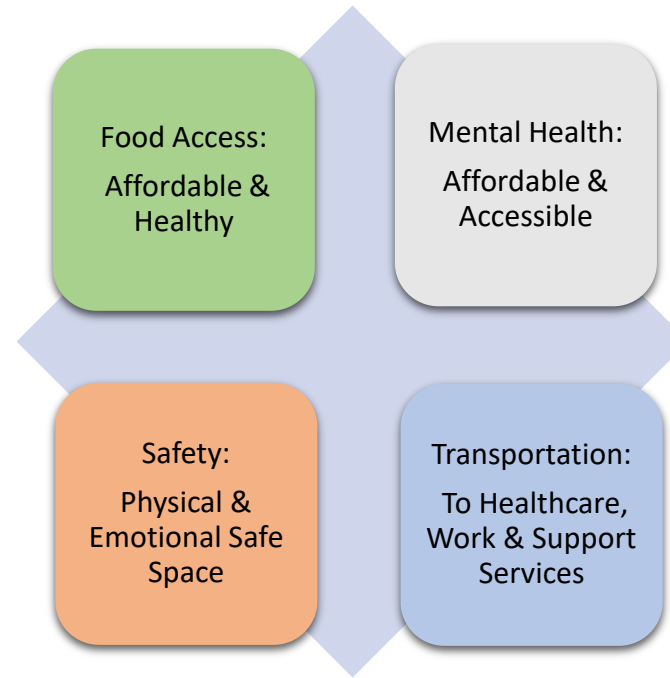 Food Access:
Affordable &
Healthy
Mental Health:
Affordable &
Accessible
Safety:
Physical &
Emotional Safe
Space
Transportation:
To Healthcare,
Work & Support
Services